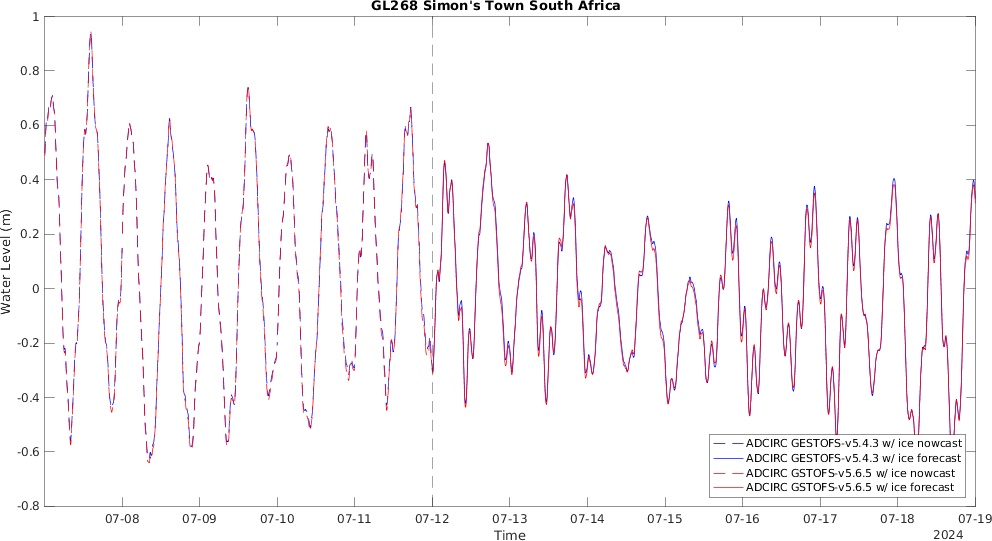 GL268 Simon's Town South Africa
1
0.8
0.6
0.4
0.2
0
-0.2
-0.4
-0.6
-0.8
Water Level (m)
ADCIRC GESTOFS-v5.4.3 w/ ice nowcast
ADCIRC GESTOFS-v5.4.3 w/ ice forecast
ADCIRC GSTOFS-v5.6.5 w/ ice nowcast
ADCIRC GSTOFS-v5.6.5 w/ ice forecast
07-08 07-09 07-10 07-11 07-12 07-13 07-14 07-15 07-16 07-17 07-18 07-19
Time
2024